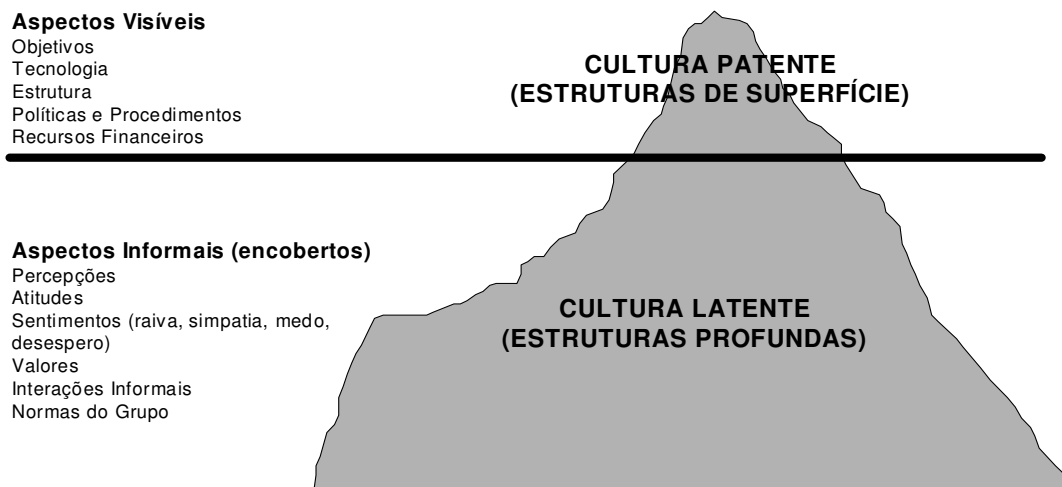 Aspectos Visíveis
Objetivos
Tecnologia
Estrutura
Políticas e Procedimentos
Recursos Financeiros
CULTURA PATENTE
(ESTRUTURAS DE SUPERFÍCIE)
Aspectos Informais (encobertos)
Percepções
Atitudes
Sentimentos (raiva, simpatia, medo,
desespero)
Valores
Interações Informais
Normas do Grupo
CULTURA LATENTE
(ESTRUTURAS PROFUNDAS)